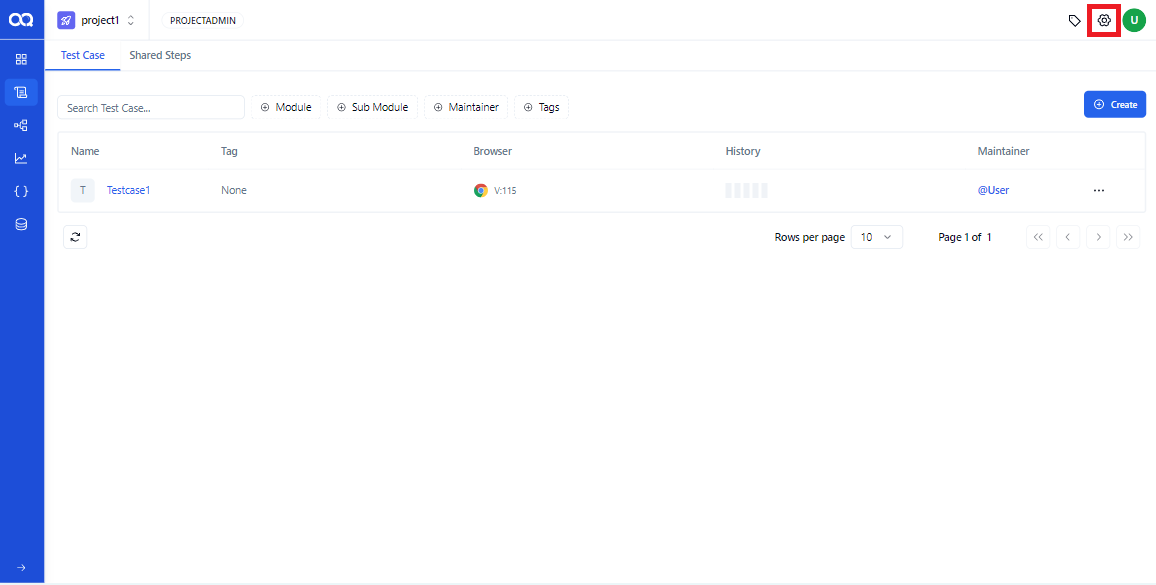 project1
PROJECTADMIN
U
Test Case
Shared Steps
Search Test Case...
Module
Sub Module
Maintainer
Tags
Create
Name
Tag
Browser
History
Maintainer
T
Testcase1
None
V:115
@User
Rows per page
10
Page 1 of 1